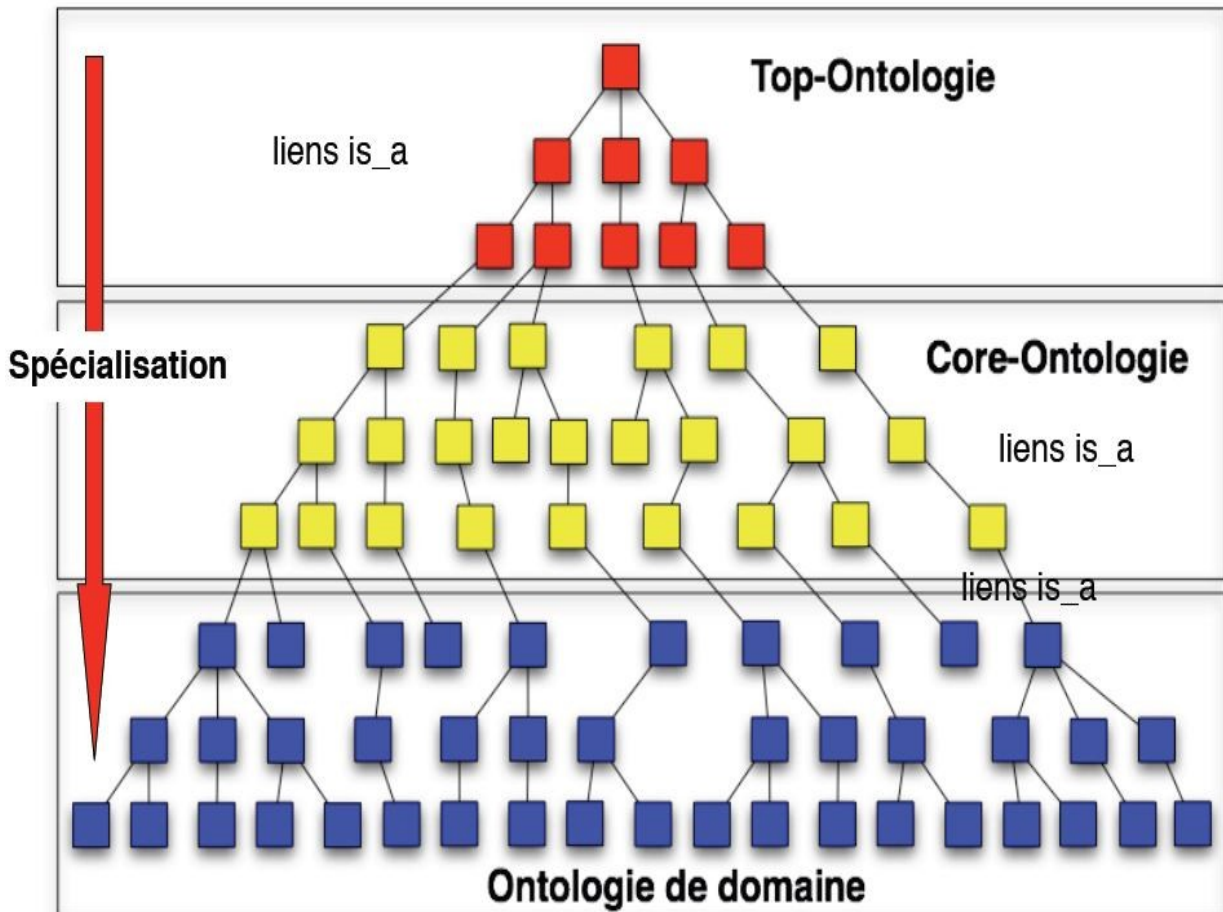 Top-Ontologie
liens is_a
Spécialisation
Core-Ontologie
liens is_a
liens is_a
Ontologie de domaine